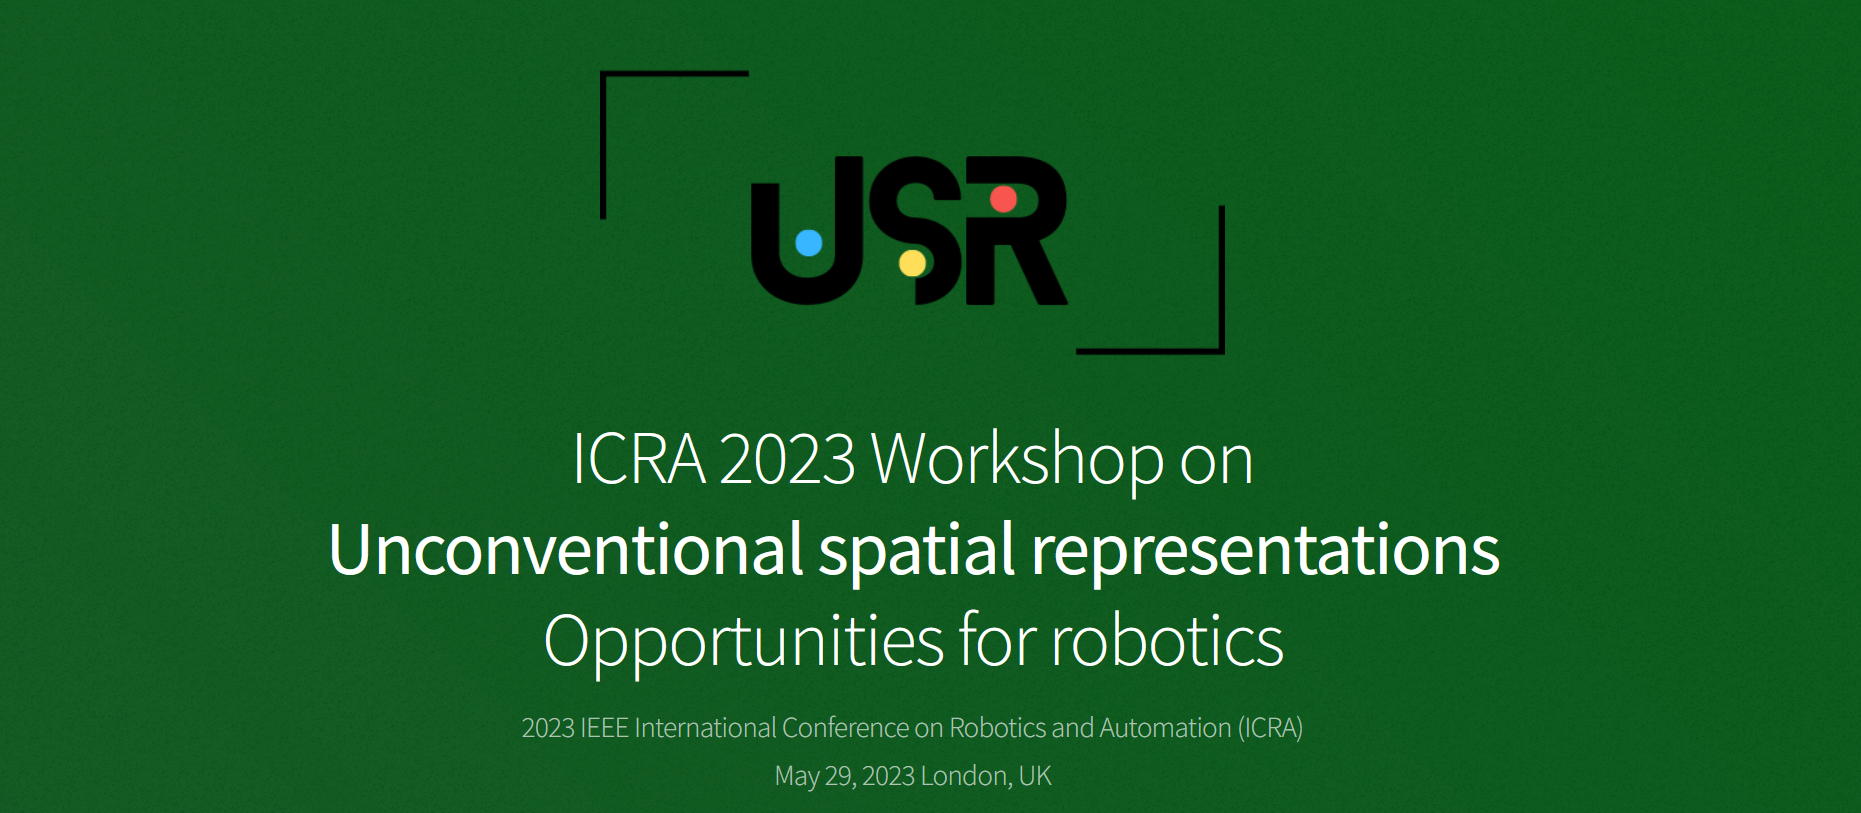 USR
ICRA 2023 Workshop on
Unconventional spatial representations
Opportunities for robotics
2023 IEEE International Conference on Robotics and Automation (ICRA)
May 29, 2023 London, UK